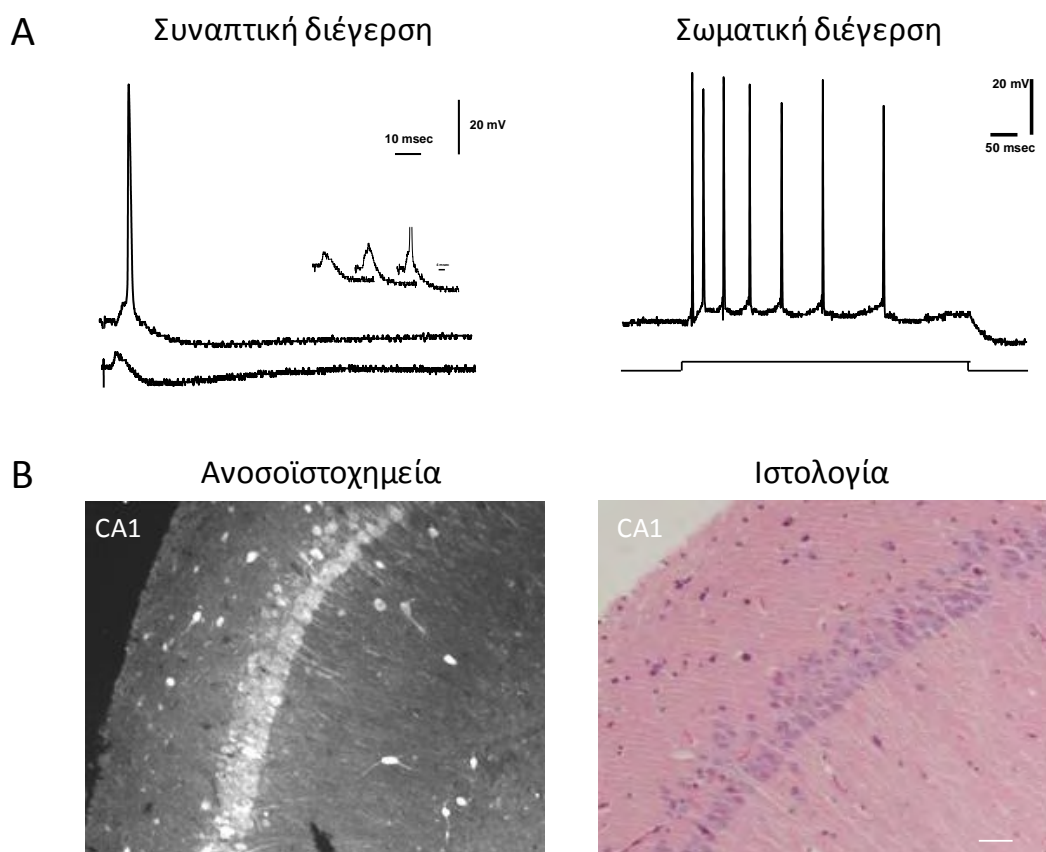 A
Συναπτική διέγερση
Σωματική διέγερση
10 msec
20 mV
20 mV
50 msec
B
Ανοσοϊστοχημεία
Ιστολογία
CA1
CA1